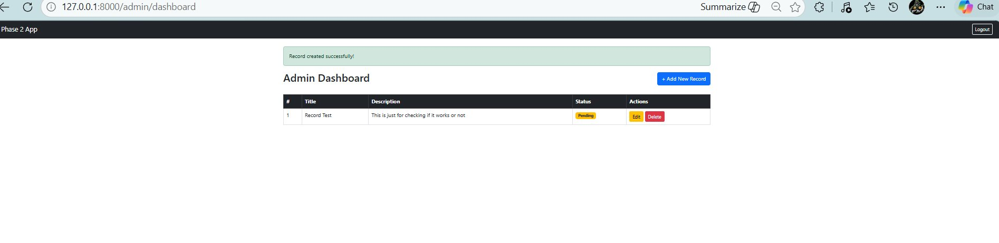 127.0.0.1:8000/admin/dashboard Summarize Chat
Phase 2 App Logout
Record created successfully!
Admin Dashboard + Add New Record
# Title Description Status Actions
1 Record Test This is just for checking if it works or not Pending Edit Delete